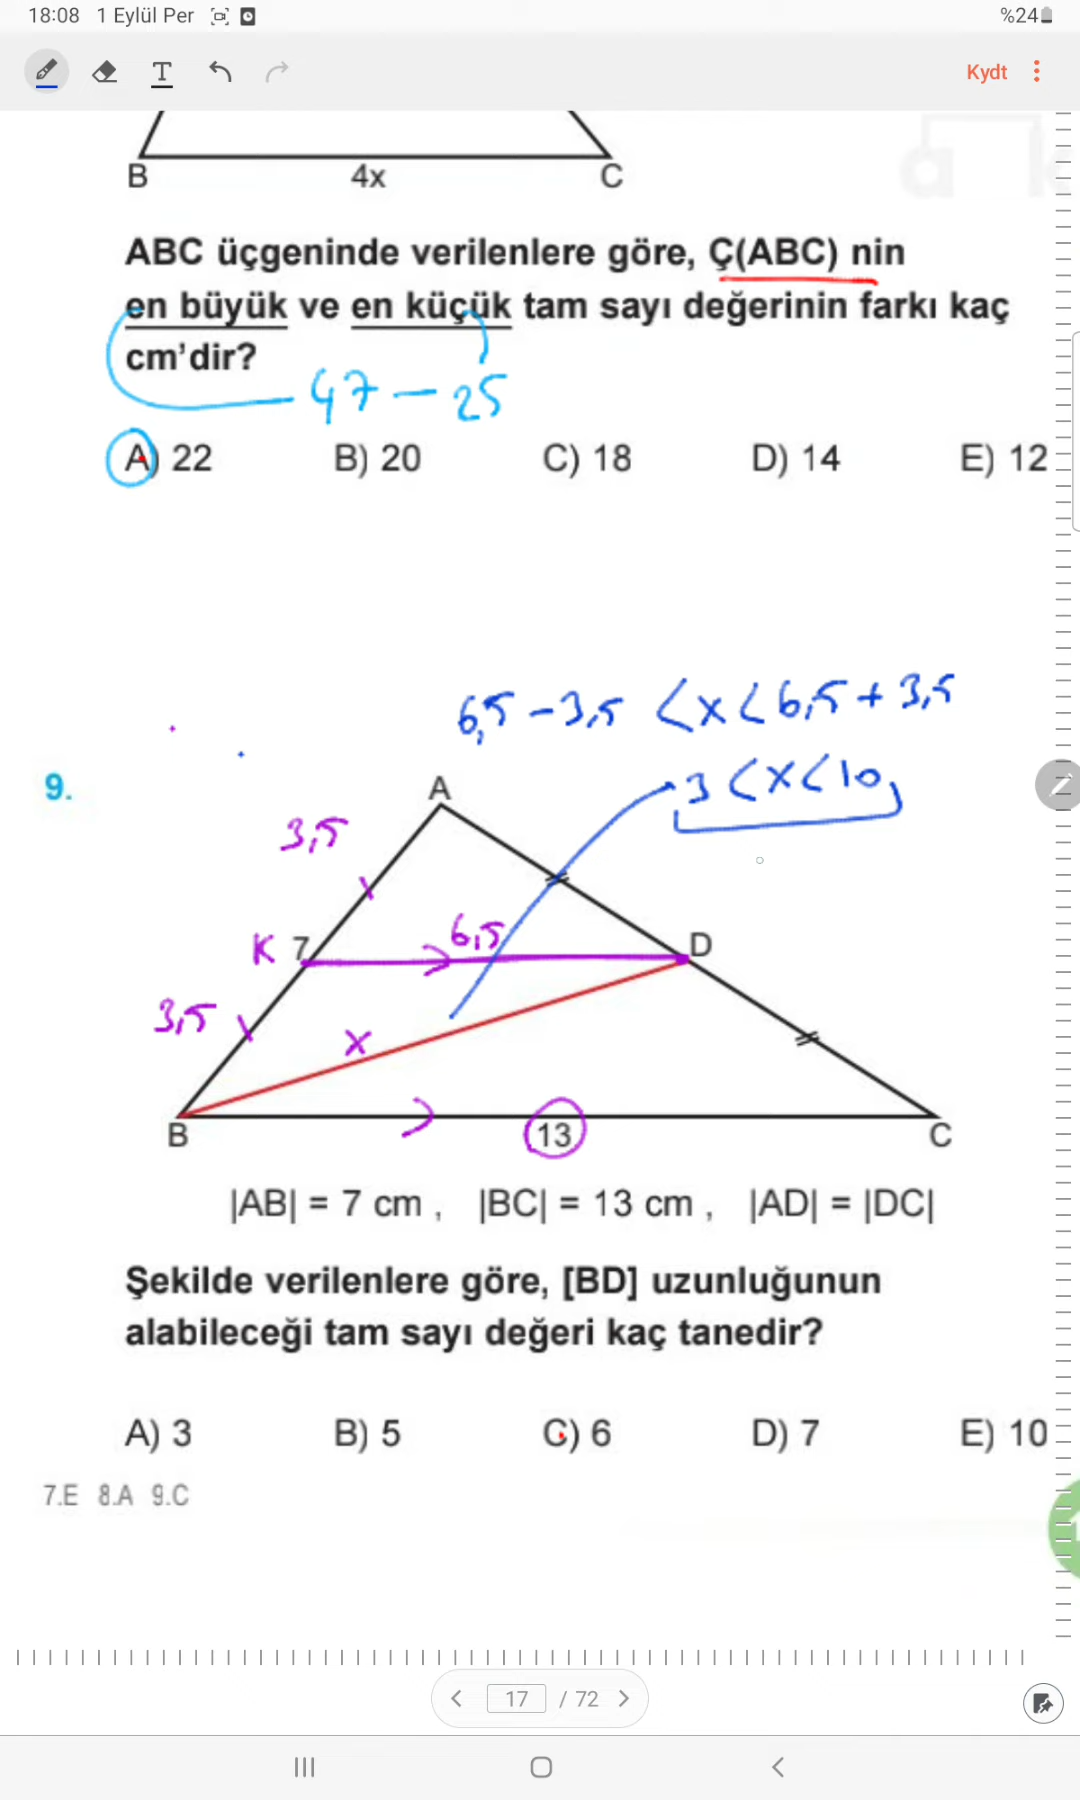 18:08 1 Eylül Per %24
T Kydt
B 4x C
ABC üçgeninde verilenlere göre, Ç(ABC) nin
en büyük ve en küçük tam sayı değerinin farkı kaç
cm'dir?
47 - 25
A) 22 B) 20 C) 18 D) 14 E) 12
6,5 - 3,5 < x < 6,5 + 3,5
3 < x < 10
9.
A
3,5
K 7 6,5 D
3,5 x
B 13 C
|AB| = 7 cm , |BC| = 13 cm , |AD| = |DC|
Şekilde verilenlere göre, [BD] uzunluğunun
alabileceği tam sayı değeri kaç tanedir?
A) 3 B) 5 C) 6 D) 7 E) 10
7.E 8.A 9.C
17 / 72